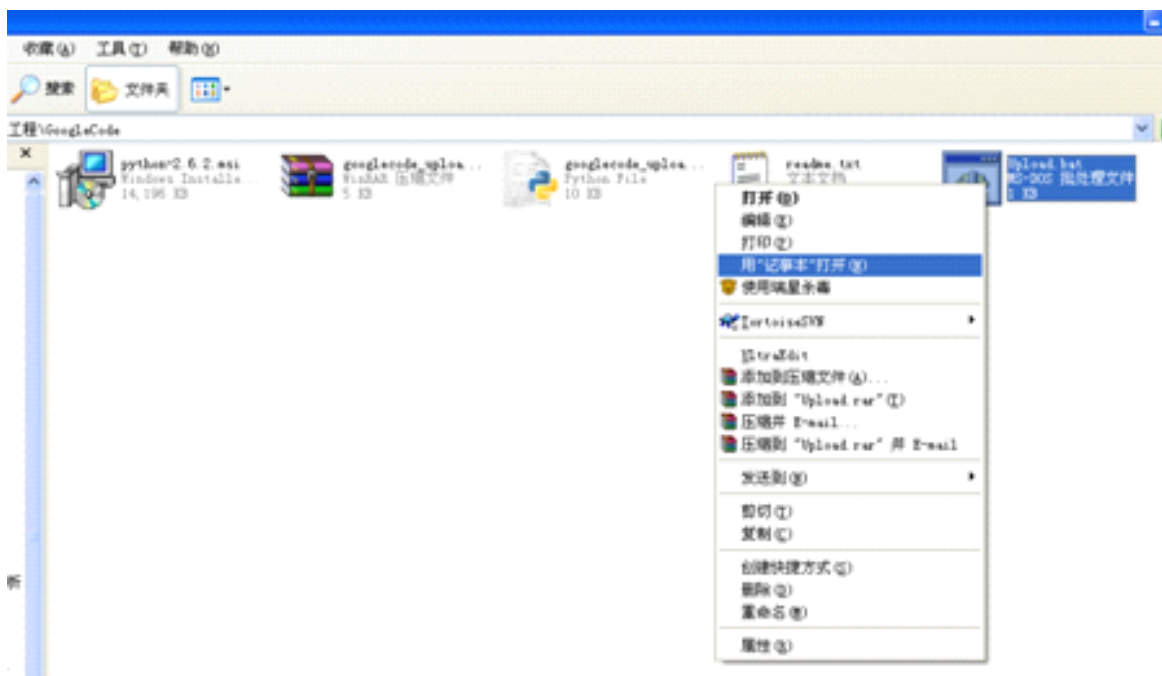 收藏(A) 工具(T) 帮助(H)
搜索 文件夹
工程\GoogleCode
python-2.6.2.msi
Windows Installe...
14,196 KB
googlecode_uploa...
WinRAR 压缩文件
5 KB
googlecode_uploa...
Python File
10 KB
readme.txt
文本文档
Upload.bat
MS-DOS 批处理文件
1 KB
打开(O)
编辑(E)
打印(P)
用"记事本"打开(N)
使用瑞星杀毒
TortoiseSVN
UltraEdit
添加到压缩文件(A)...
添加到 "Upload.rar"(T)
压缩并 E-mail...
压缩到 "Upload.rar" 并 E-mail
发送到(N)
剪切(T)
复制(C)
创建快捷方式(S)
删除(D)
重命名(M)
属性(R)